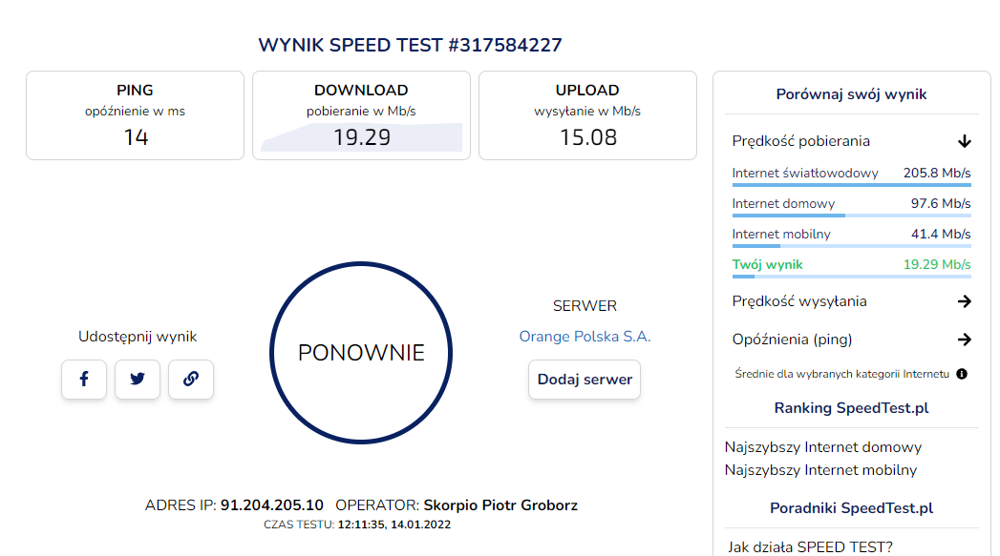 WYNIK SPEED TEST #317584227
PING
opóźnienie w ms
14
DOWNLOAD
pobieranie w Mb/s
19.29
UPLOAD
wysyłanie w Mb/s
15.08
Udostępnij wynik
PONOWNIE
SERWER
Orange Polska S.A.
Dodaj serwer
ADRES IP: 91.204.205.10 OPERATOR: Skorpio Piotr Groborz
CZAS TESTU: 12:11:35, 14.01.2022
Porównaj swój wynik
Prędkość pobierania
Internet światłowodowy 205.8 Mb/s
Internet domowy 97.6 Mb/s
Internet mobilny 41.4 Mb/s
Twój wynik 19.29 Mb/s
Prędkość wysyłania
Opóźnienia (ping)
Średnie dla wybranych kategorii Internetu
Ranking SpeedTest.pl
Najszybszy Internet domowy
Najszybszy Internet mobilny
Poradniki SpeedTest.pl
Jak działa SPEED TEST?